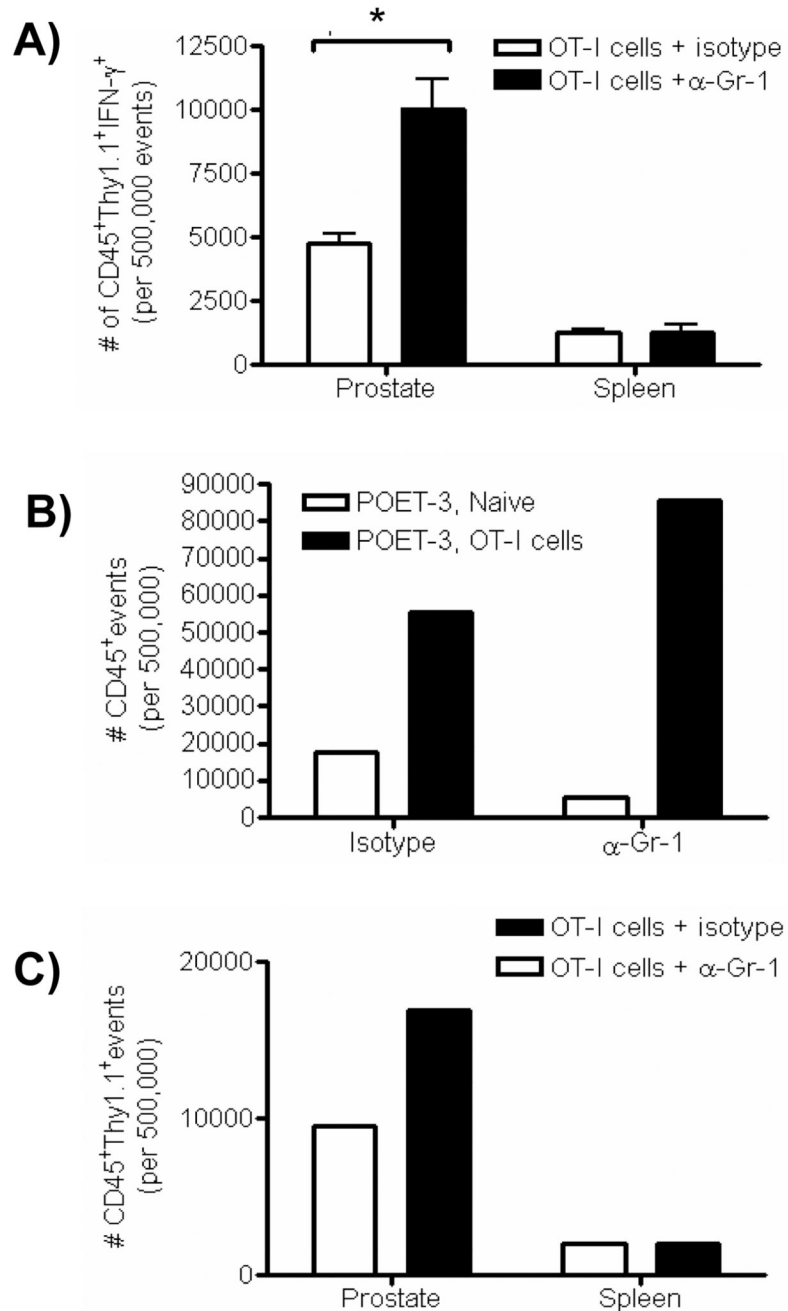 A)
*
12500
10000
7500
5000
2500
0
# of CD45⁺Thy1.1⁺IFN-γ⁺
(per 500,000 events)
OT-I cells + isotype
OT-I cells +α-Gr-1
Prostate
Spleen
B)
90000
80000
70000
60000
50000
40000
30000
20000
10000
0
# CD45⁺events
(per 500,000)
POET-3, Naive
POET-3, OT-I cells
Isotype
α-Gr-1
C)
20000
10000
0
# CD45⁺Thy1.1⁺events
(per 500,000)
OT-I cells + isotype
OT-I cells + α-Gr-1
Prostate
Spleen